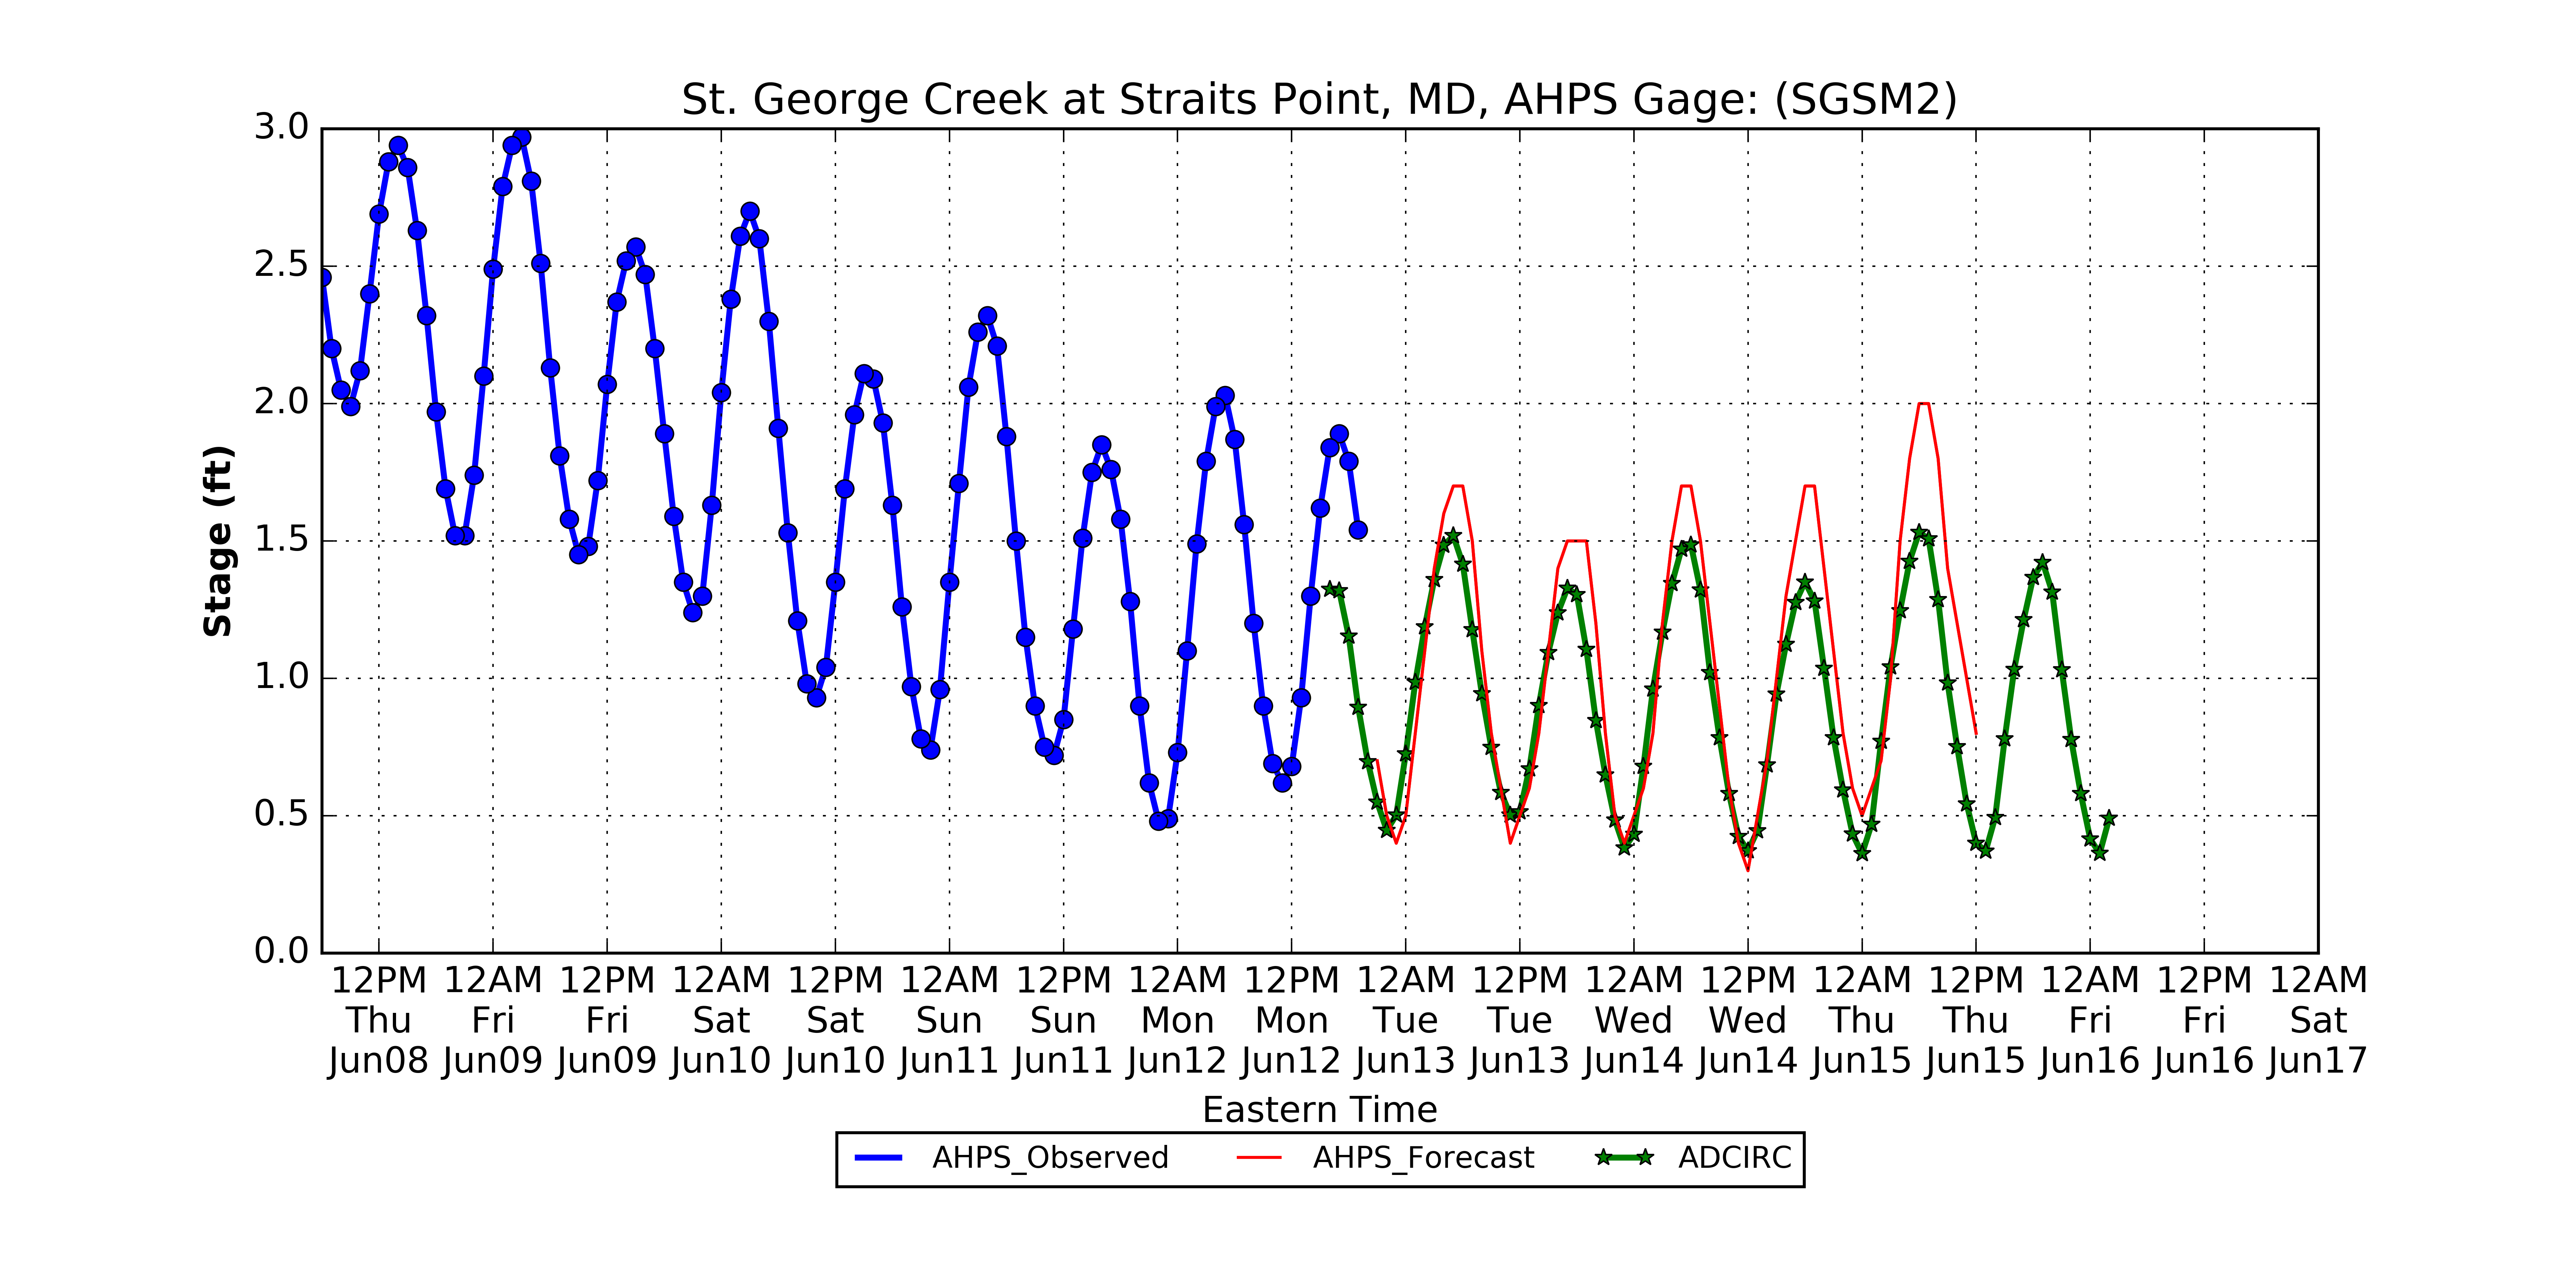 St. George Creek at Straits Point, MD, AHPS Gage: (SGSM2)
3.0
2.5
2.0
1.5
1.0
0.5
0.0
Stage (ft)
12PM 12AM 12PM 12AM 12PM 12AM 12PM 12AM 12PM 12AM 12PM 12AM 12PM 12AM 12PM 12AM 12PM 12AM
Thu Fri Fri Sat Sat Sun Sun Mon Mon Tue Tue Wed Wed Thu Thu Fri Fri Sat
Jun08 Jun09 Jun09 Jun10 Jun10 Jun11 Jun11 Jun12 Jun12 Jun13 Jun13 Jun14 Jun14 Jun15 Jun15 Jun16 Jun16 Jun17
Eastern Time
AHPS_Observed AHPS_Forecast ADCIRC